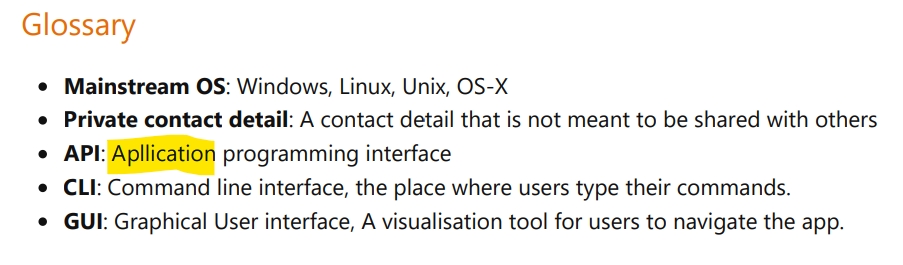 Glossary
• Mainstream OS: Windows, Linux, Unix, OS-X
• Private contact detail: A contact detail that is not meant to be shared with others
• API: Apllication programming interface
• CLI: Command line interface, the place where users type their commands.
• GUI: Graphical User interface, A visualisation tool for users to navigate the app.